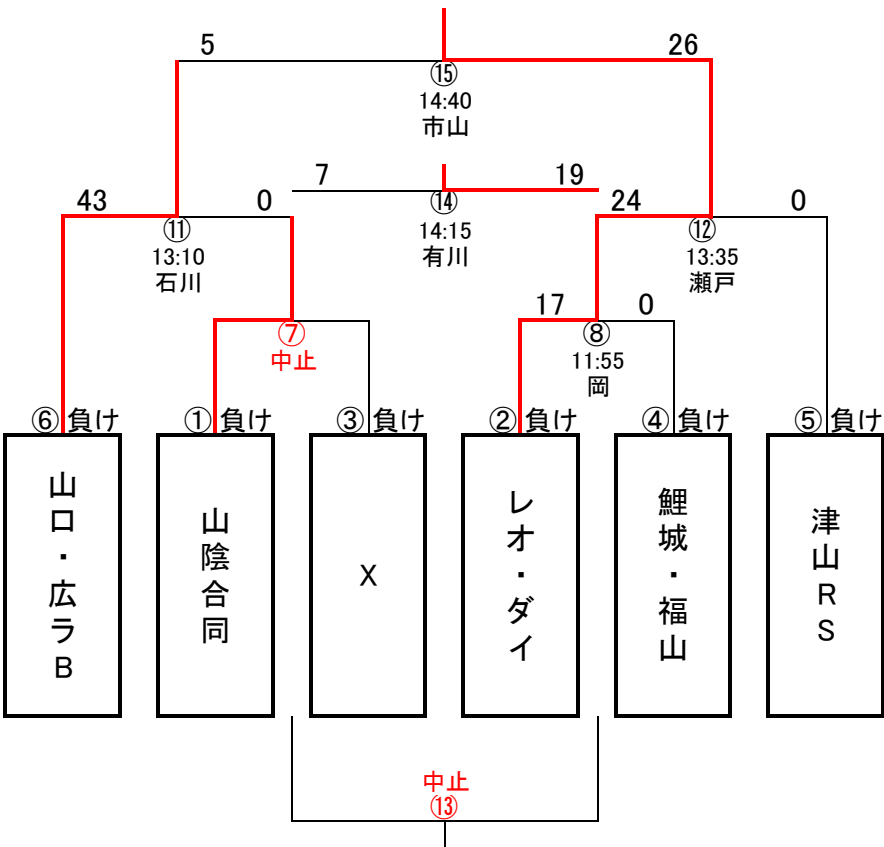 5 26
⑮
14:40
市山
7 19
⑭
14:15
有川
43 0
⑪
13:10
石川
24 0
⑫
13:35
瀬戸
⑦
中止
17 0
⑧
11:55
岡
⑥負け ①負け ③負け ②負け ④負け ⑤負け
山口・広ラB
山陰合同
X
レオ・ダイ
鯉城・福山
津山RS
中止
⑬